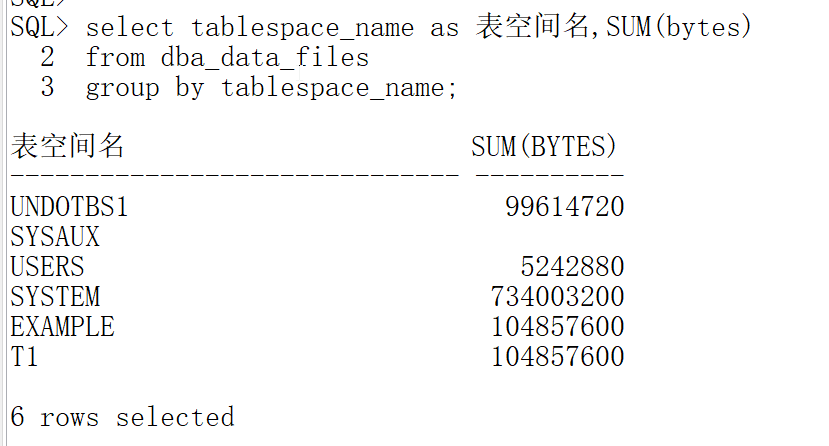 SQL>
SQL> select tablespace_name as 表空间名,SUM(bytes)
  2  from dba_data_files
  3  group by tablespace_name;
表空间名                       SUM(BYTES)
------------------------------ ----------
UNDOTBS1                         99614720
SYSAUX
USERS                             5242880
SYSTEM                          734003200
EXAMPLE                         104857600
T1                              104857600
6 rows selected